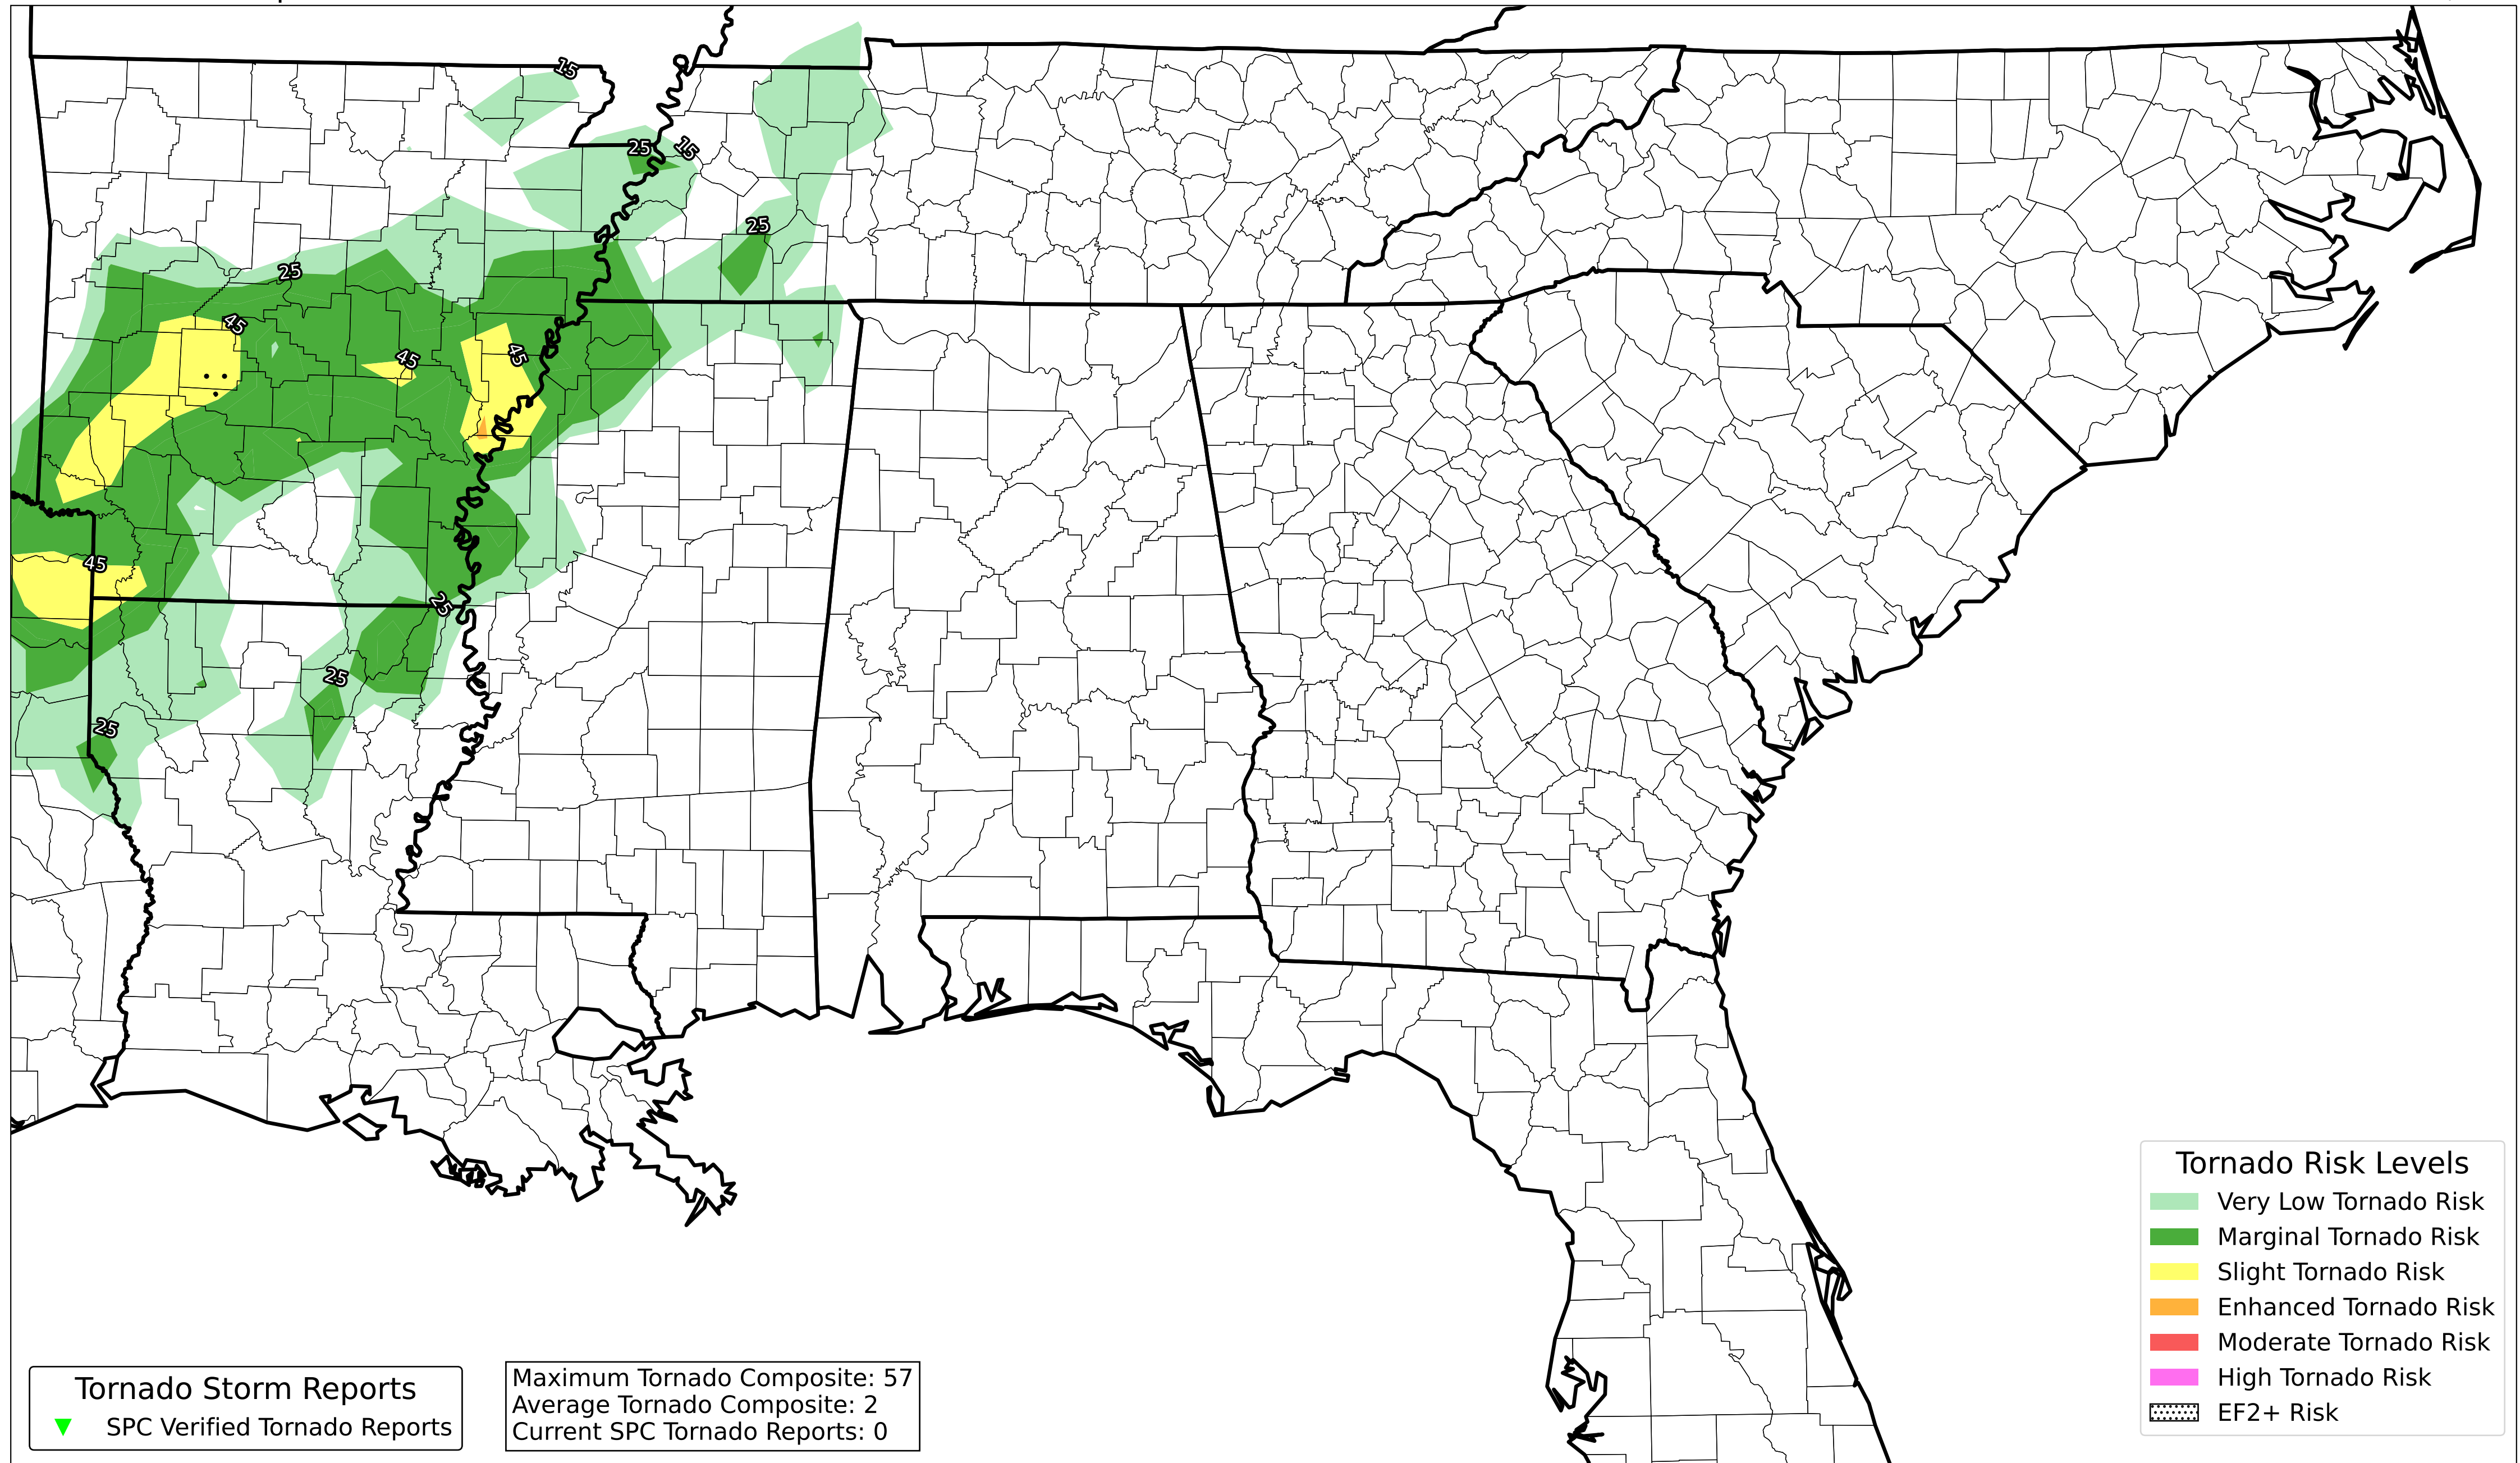 15
25
15
25
25
45
45
45
45
25
25
25
Tornado Risk Levels
Very Low Tornado Risk
Marginal Tornado Risk
Slight Tornado Risk
Enhanced Tornado Risk
Moderate Tornado Risk
High Tornado Risk
EF2+ Risk
Tornado Storm Reports
SPC Verified Tornado Reports
Maximum Tornado Composite: 57
Average Tornado Composite: 2
Current SPC Tornado Reports: 0